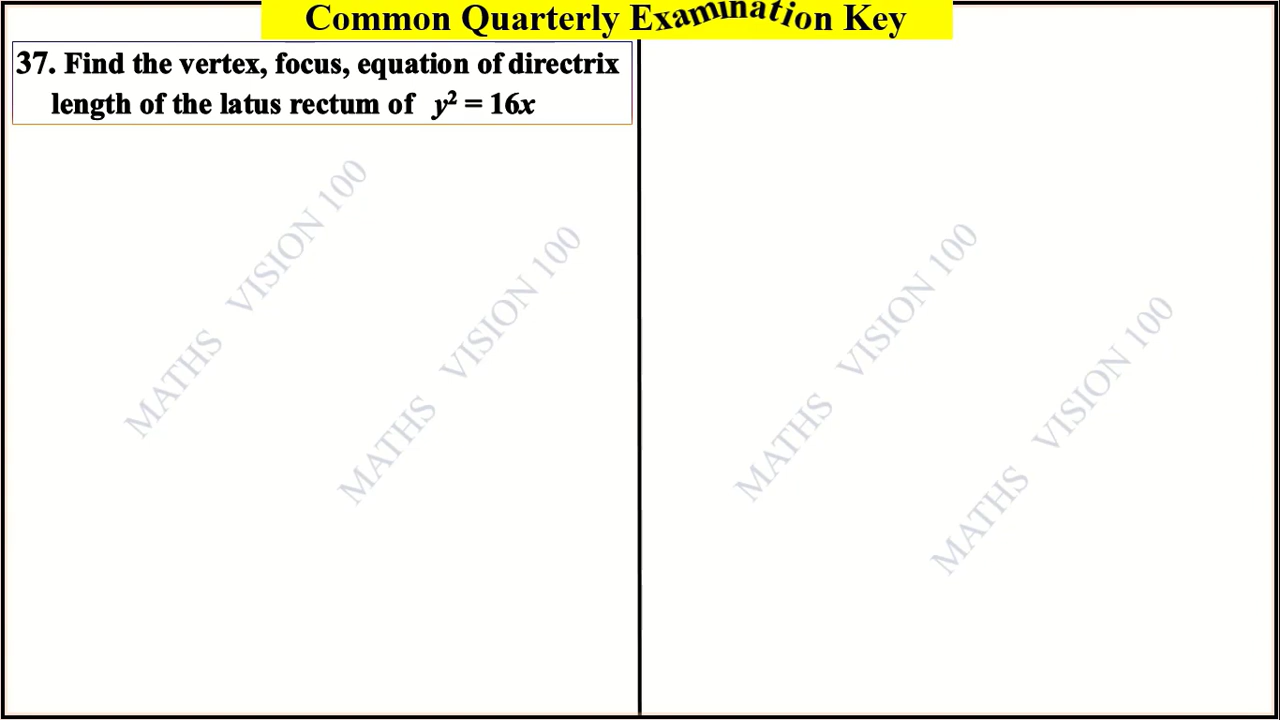 Common Quarterly Examination Key
37. Find the vertex, focus, equation of directrix
length of the latus rectum of y² = 16x
MATHS VISION 100
MATHS VISION 100
MATHS VISION 100
MATHS VISION 100